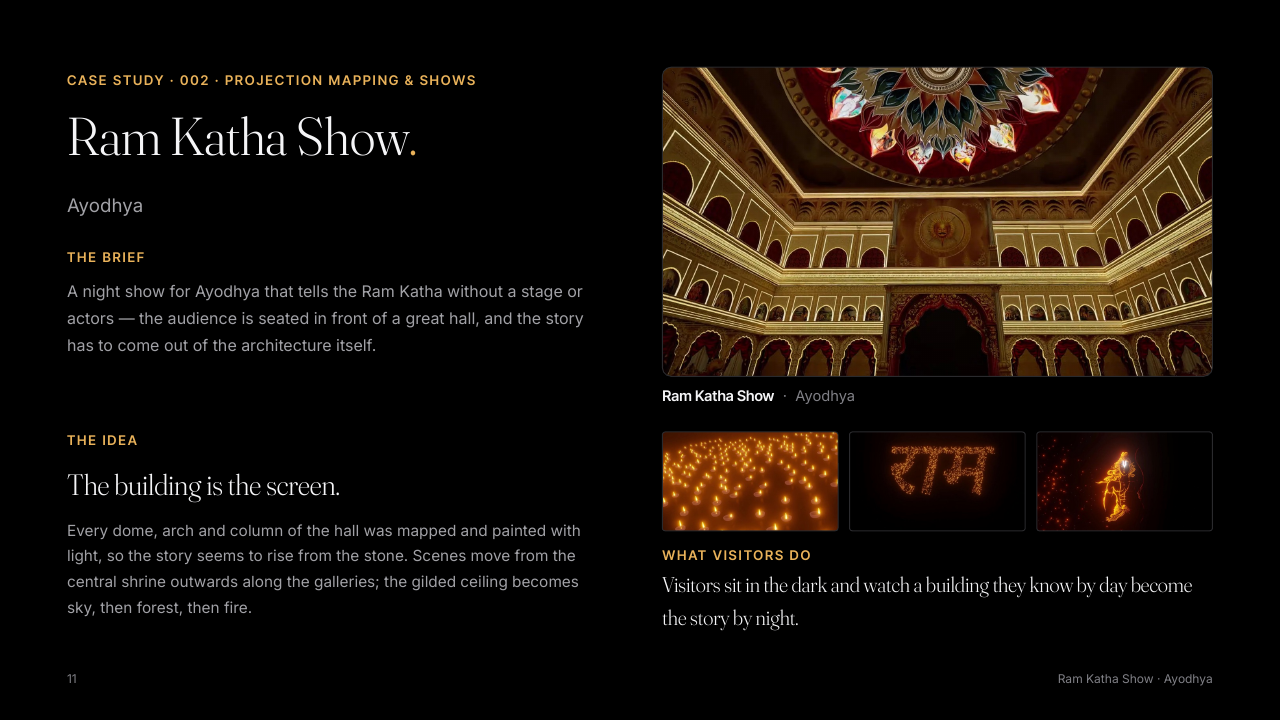 CASE STUDY · 002 · PROJECTION MAPPING & SHOWS
Ram Katha Show.
Ayodhya
THE BRIEF
A night show for Ayodhya that tells the Ram Katha without a stage or
actors — the audience is seated in front of a great hall, and the story
has to come out of the architecture itself.
THE IDEA
The building is the screen.
Every dome, arch and column of the hall was mapped and painted with
light, so the story seems to rise from the stone. Scenes move from the
central shrine outwards along the galleries; the gilded ceiling becomes
sky, then forest, then fire.
Ram Katha Show · Ayodhya
राम
WHAT VISITORS DO
Visitors sit in the dark and watch a building they know by day become
the story by night.
11
Ram Katha Show · Ayodhya